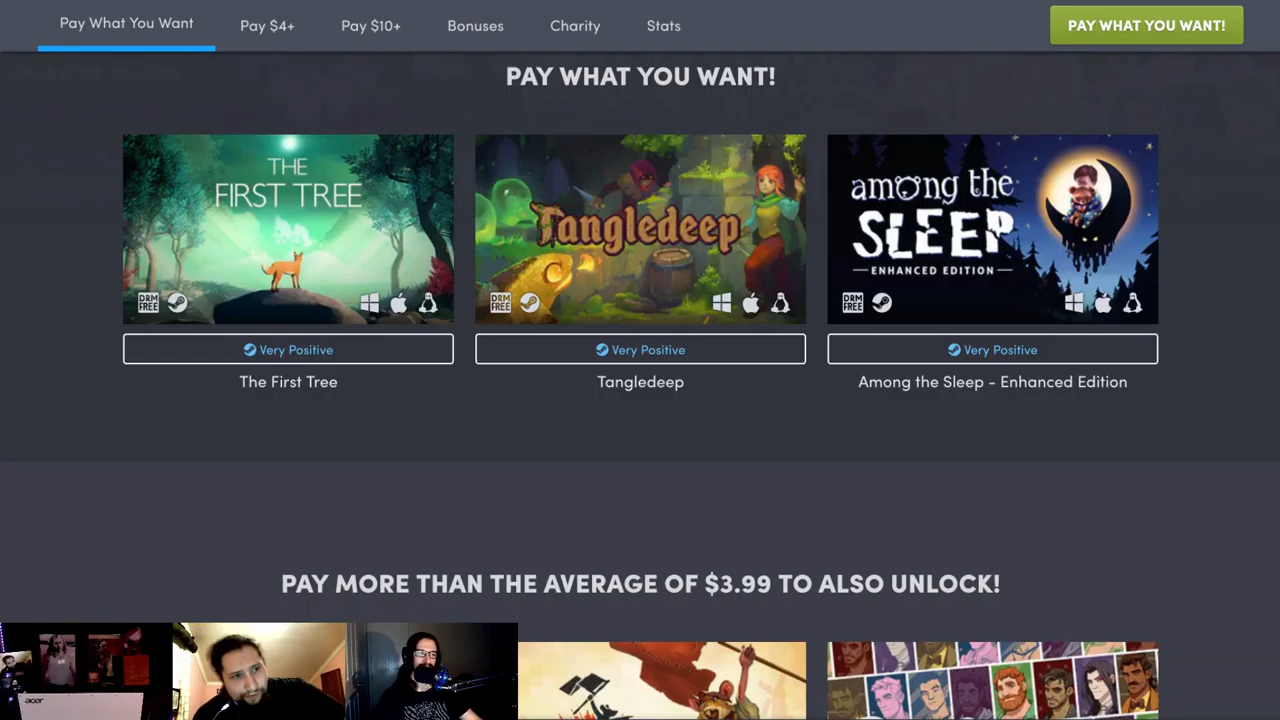 Pay What You Want
Pay $4+
Pay $10+
Bonuses
Charity
Stats
PAY WHAT YOU WANT!
PAY WHAT YOU WANT!
THE
FIRST TREE
DRM
FREE
Tangledeep
DRM
FREE
among the
SLEEP
ENHANCED EDITION
DRM
FREE
Very Positive
Very Positive
Very Positive
The First Tree
Tangledeep
Among the Sleep - Enhanced Edition
PAY MORE THAN THE AVERAGE OF $3.99 TO ALSO UNLOCK!
acer